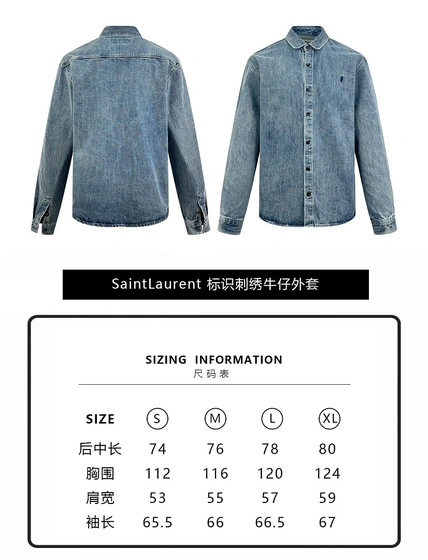 SaintLaurent 标识刺绣牛仔外套
SIZING INFORMATION
尺码表
SIZE S M L XL
后中长 74 76 78 80
胸围 112 116 120 124
肩宽 53 55 57 59
袖长 65.5 66 66.5 67